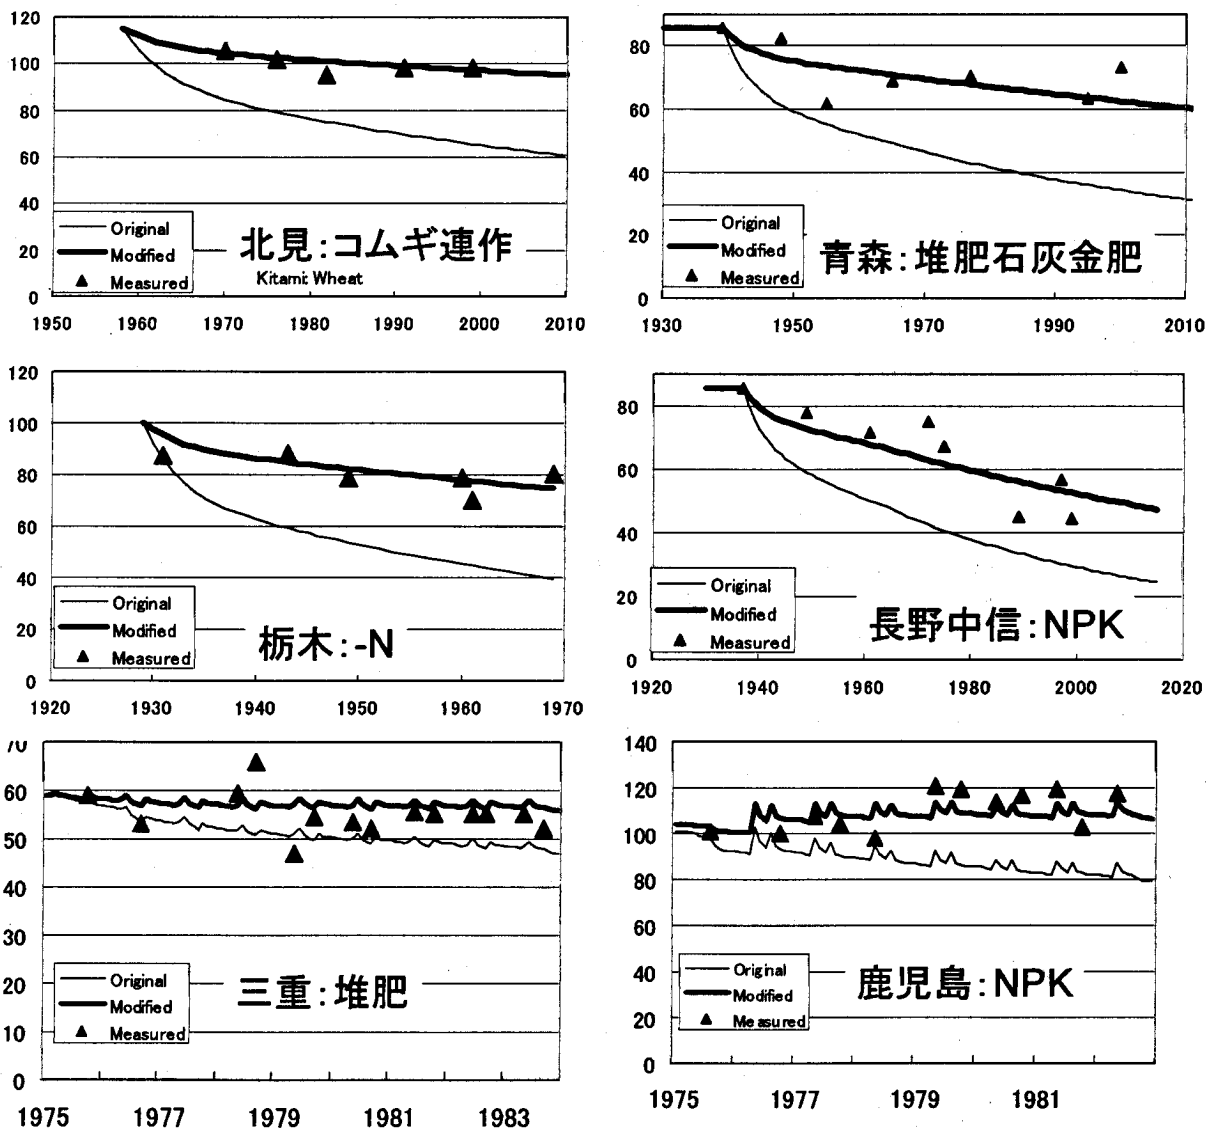 120
100
80
60
40
20
0
Original
Modified
Measured
北見:コムギ連作
Kitami: Wheat
1950 1960 1970 1980 1990 2000 2010
80
60
40
20
0
Original
Modified
Measured
青森:堆肥石灰金肥
1930 1950 1970 1990 2010
120
100
80
60
40
20
0
Original
Modified
Measured
栃木:-N
1920 1930 1940 1950 1960 1970
80
60
40
20
0
Original
Modified
Measured
長野中信:NPK
1920 1940 1960 1980 2000 2020
70
60
50
40
30
20
10
0
Original
Modified
Measured
三重:堆肥
1975 1977 1979 1981 1983
140
120
100
80
60
40
20
0
Original
Modified
Measured
鹿児島:NPK
1975 1977 1979 1981